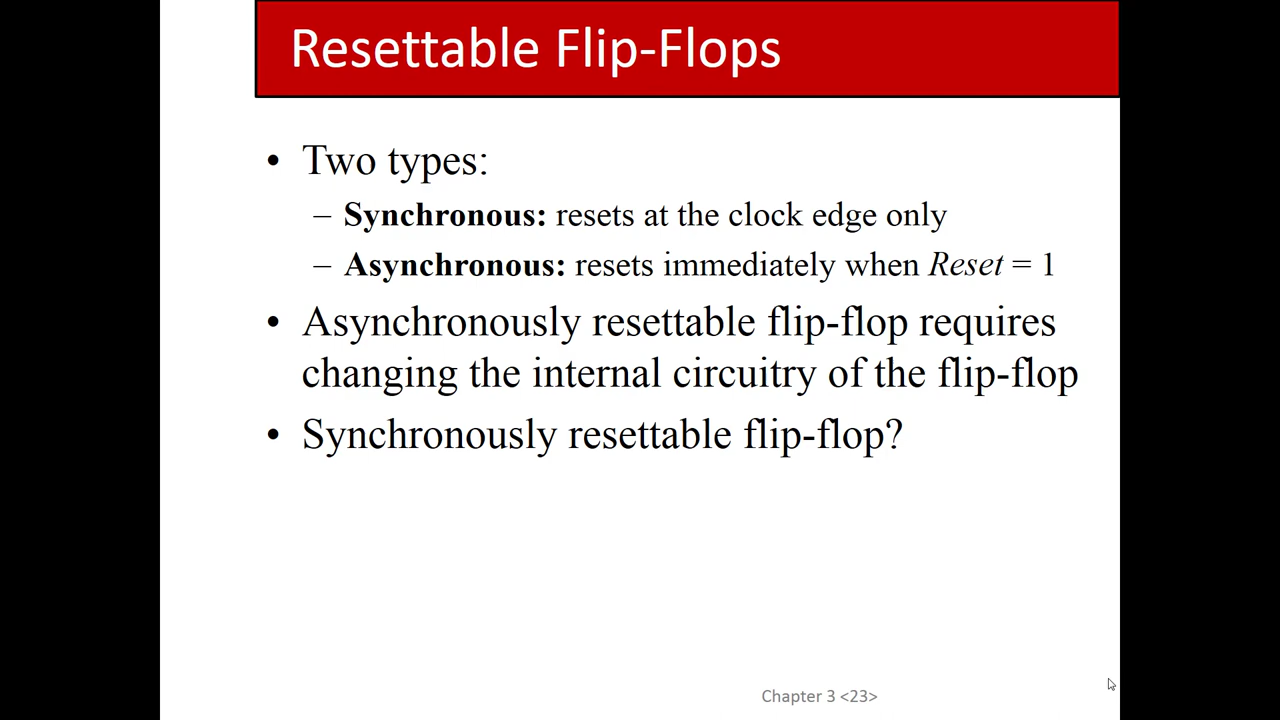 Resettable Flip-Flops
• Two types:
– Synchronous: resets at the clock edge only
– Asynchronous: resets immediately when Reset = 1
• Asynchronously resettable flip-flop requires
changing the internal circuitry of the flip-flop
• Synchronously resettable flip-flop?
Chapter 3 <23>